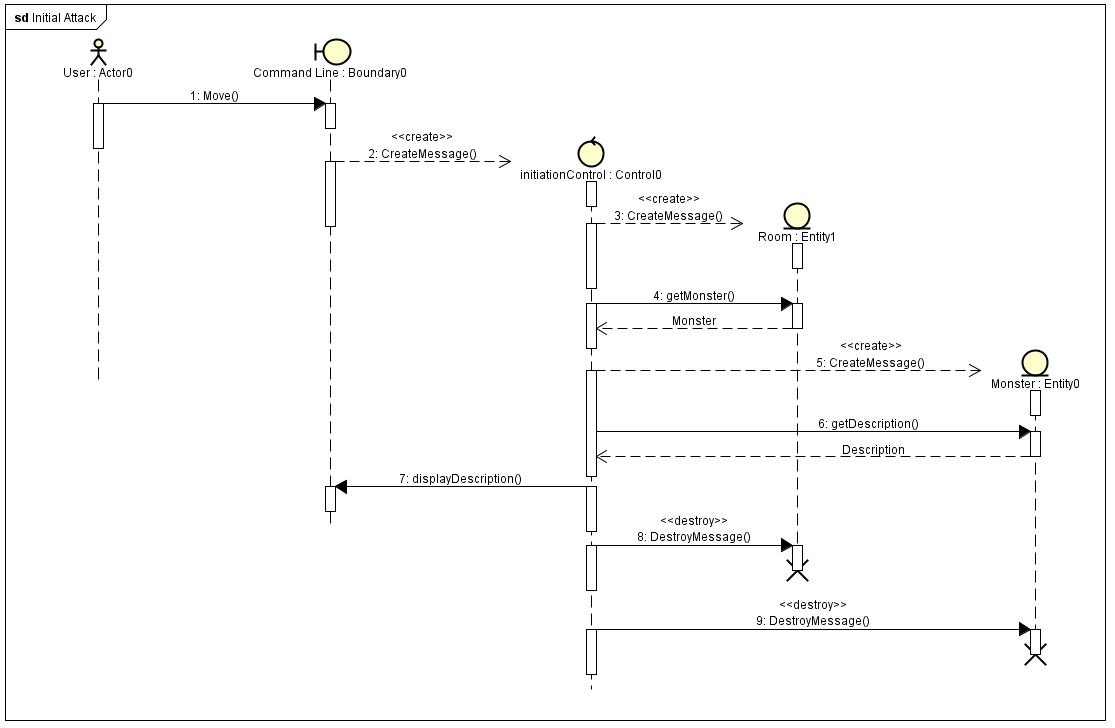 sd Initial Attack
User : Actor0
Command Line : Boundary0
1: Move()
<<create>>
2: CreateMessage()
initiationControl : Control0
<<create>>
3: CreateMessage()
Room : Entity1
4: getMonster()
Monster
<<create>>
5: CreateMessage()
Monster : Entity0
6: getDescription()
Description
7: displayDescription()
<<destroy>>
8: DestroyMessage()
<<destroy>>
9: DestroyMessage()